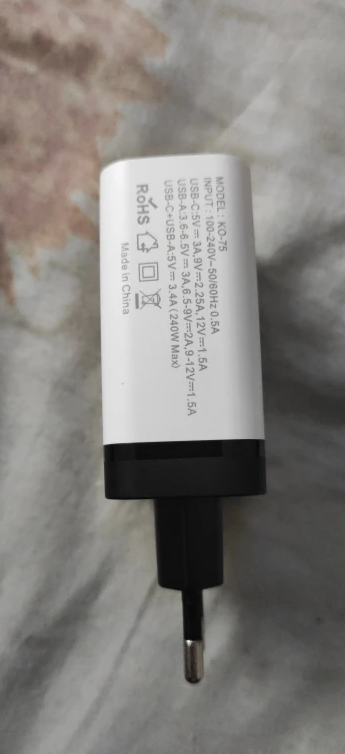 MODEL: KO-75
INPUT: 100-240V~50/60Hz 0.5A
USB-C:5V⎓3A,9V⎓2.25A,12V⎓1.5A
USB-A:3.6-6.5V⎓3A,6.5-9V⎓2A,9-12V⎓1.5A
USB-C+USB-A:5V⎓3.4A(240W Max)
RoHS
Made in China